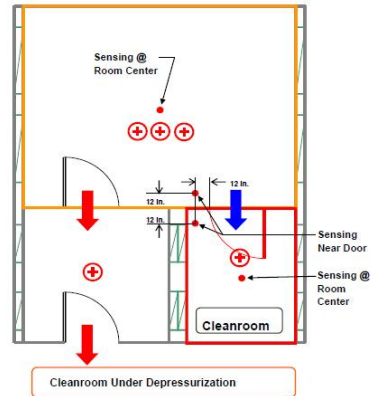 Sensing @
Room Center
12 In.
12 In.
12 In.
Sensing
Near Door
Sensing @
Room
Center
Cleanroom
Cleanroom Under Depressurization